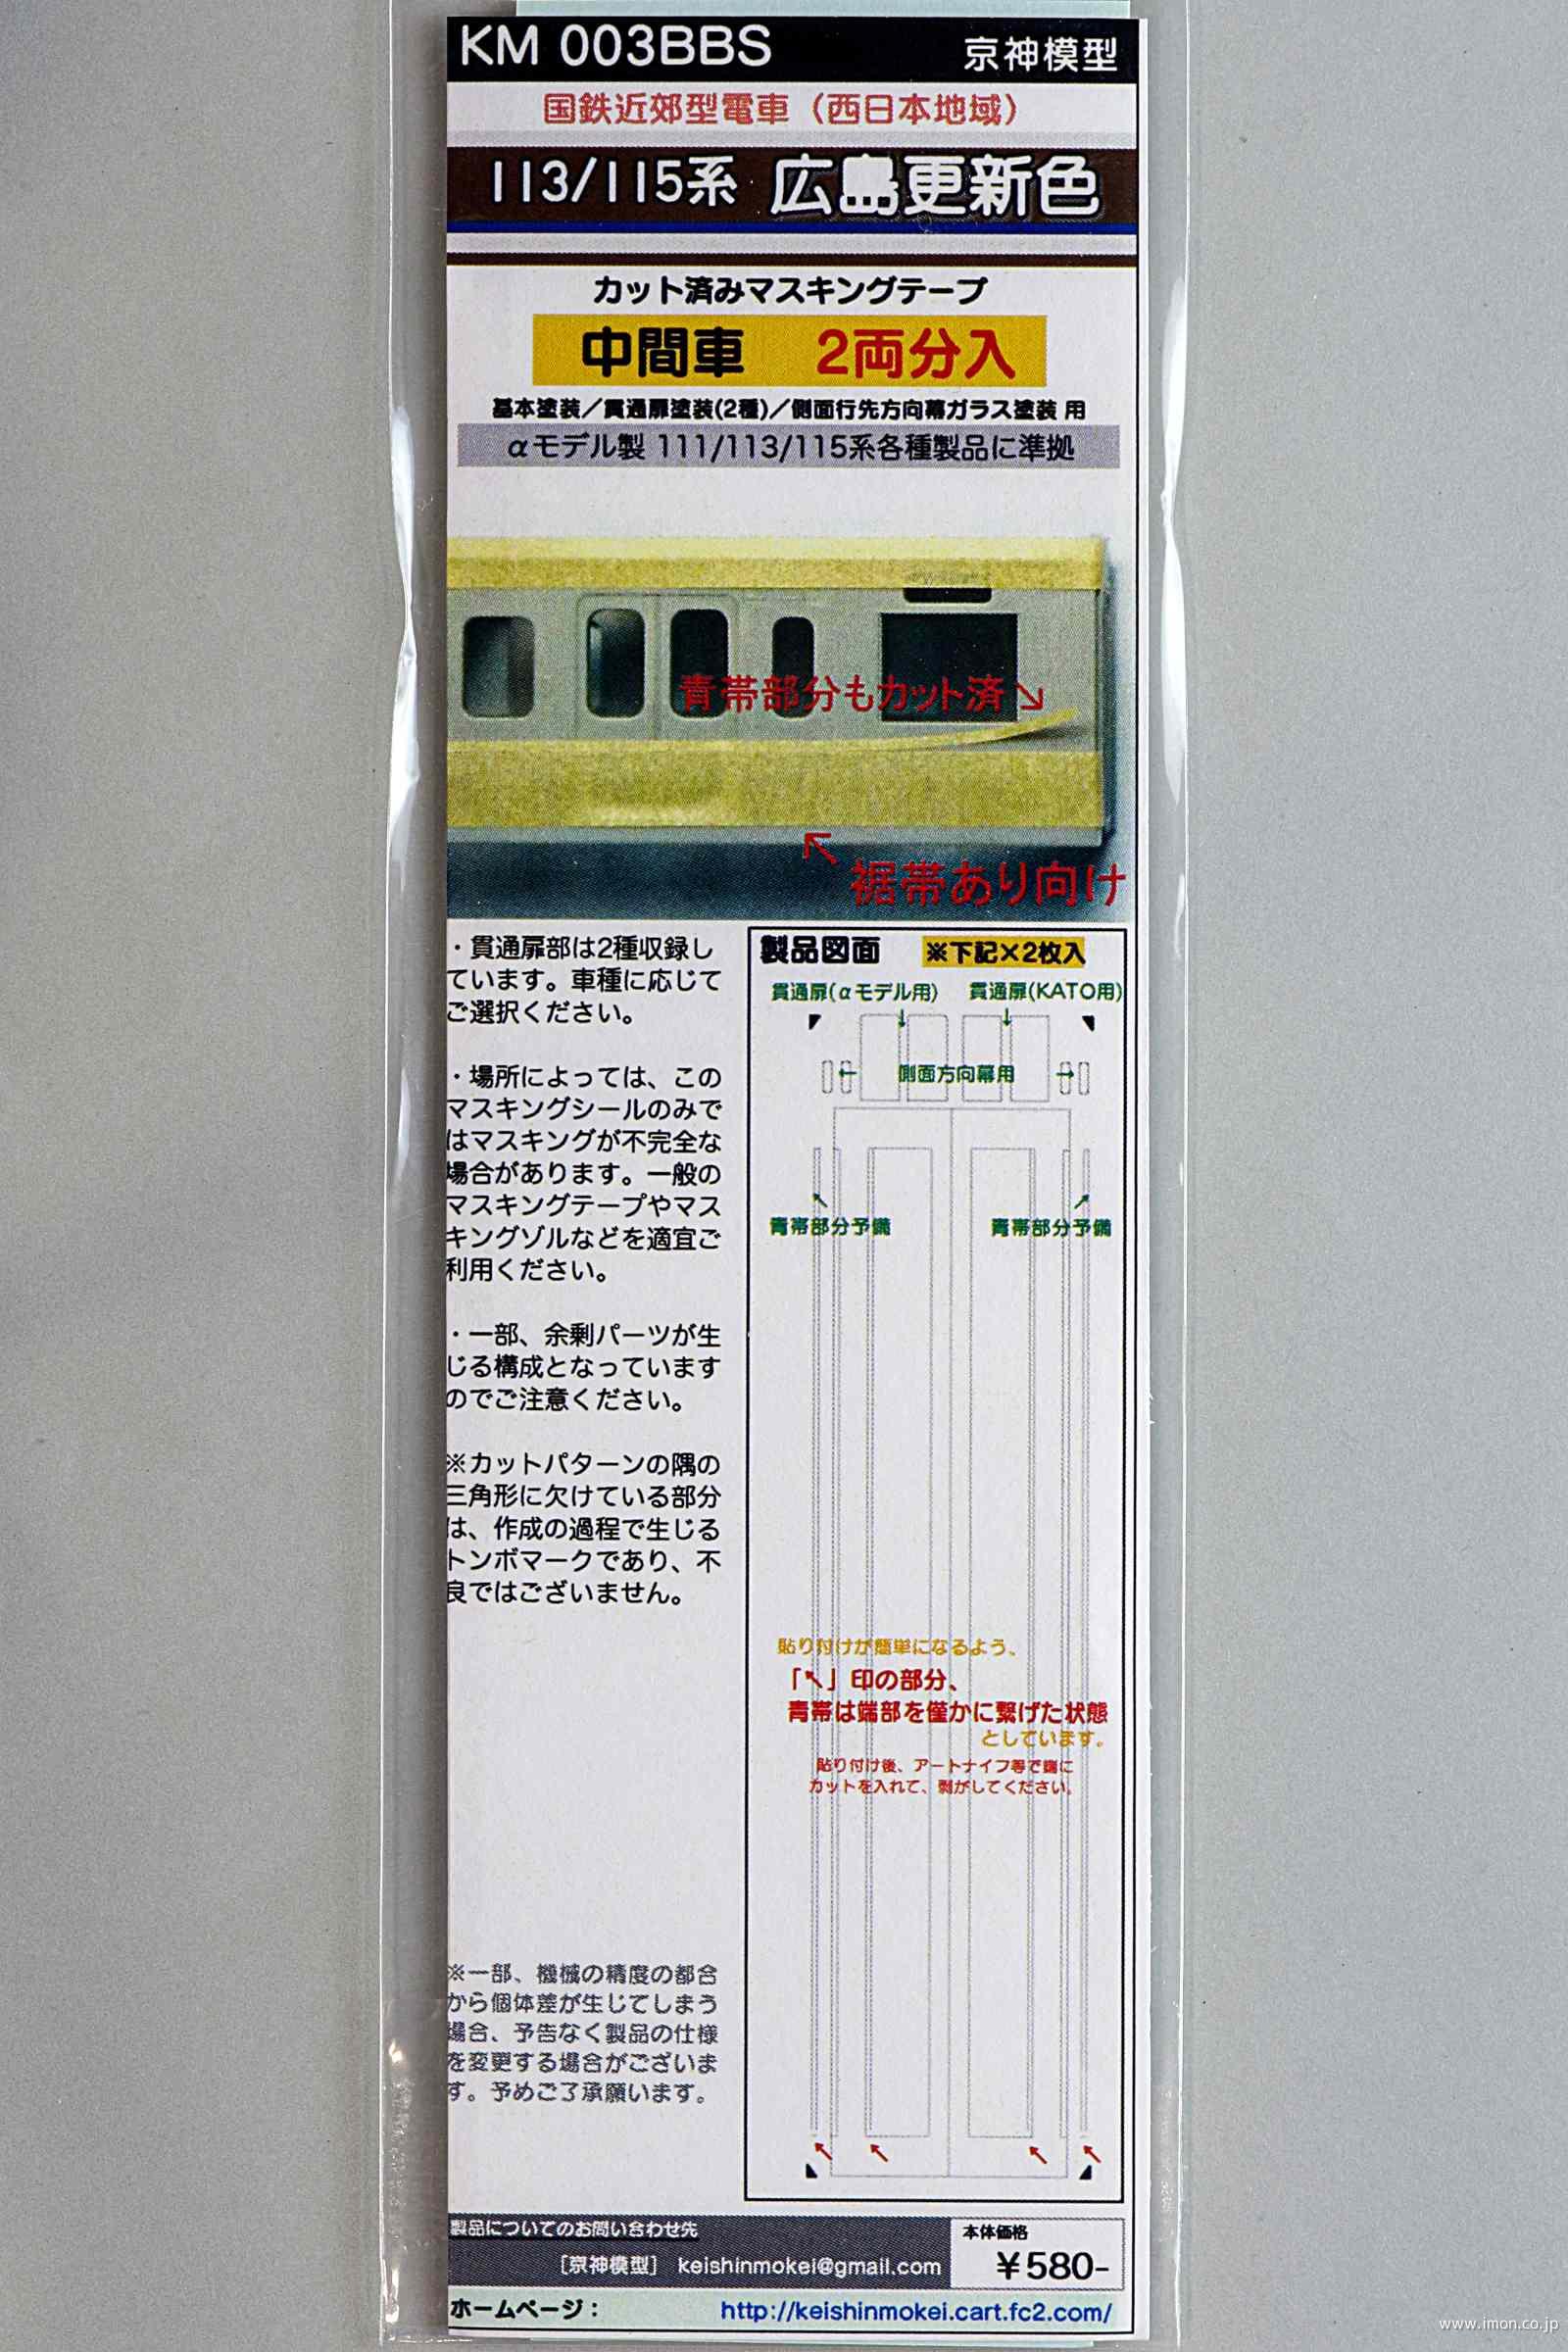 KM 003BBS
京神模型
国鉄近郊型電車（西日本地域）
113/115系 広島更新色
カット済みマスキングテープ
中間車 2両分入
基本塗装／貫通扉塗装(2種)／側面行先方向幕ガラス塗装 用
αモデル製 111/113/115系各種製品に準拠
青帯部分もカット済↘
↖裾帯あり向け
・貫通扉部は2種収録し
ています。車種に応じて
ご選択ください。
・場所によっては、この
マスキングシールのみで
はマスキングが不完全な
場合があります。一般の
マスキングテープやマス
キングゾルなどを適宜ご
利用ください。
・一部、余剰パーツが生
じる構成となっています
のでご注意ください。
※カットパターンの隅の
三角形に欠けている部分
は、作成の過程で生じる
トンボマークであり、不
良ではございません。
※一部、機械の精度の都合
から個体差が生じてしまう
場合、予告なく製品の仕様
を変更する場合がございま
す。予めご了承願います。
製品図面 ※下記×2枚入
貫通扉(αモデル用) 貫通扉(KATO用)
← 側面方向幕用 →
青帯部分予備 青帯部分予備
貼り付けが簡単になるよう、
「↖」印の部分、
青帯は端部を僅かに繋げた状態
としています。
貼り付け後、アートナイフ等で端に
カットを入れて、剥がしてください。
製品についてのお問い合わせ先
［京神模型］ keishinmokei@gmail.com
本体価格
￥580-
ホームページ： http://keishinmokei.cart.fc2.com/
www.imon.co.jp